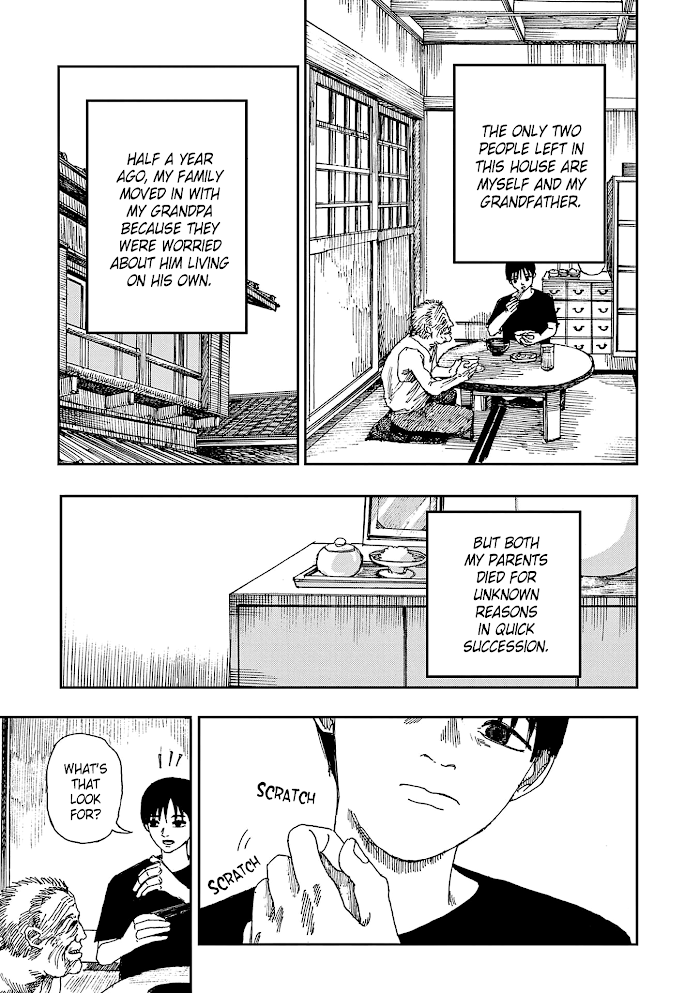 THE ONLY TWO
PEOPLE LEFT IN
THIS HOUSE ARE
MYSELF AND MY
GRANDFATHER.
HALF A YEAR
AGO, MY FAMILY
MOVED IN WITH
MY GRANDPA
BECAUSE THEY
WERE WORRIED
ABOUT HIM LIVING
ON HIS OWN.
BUT BOTH
MY PARENTS
DIED FOR
UNKNOWN
REASONS
IN QUICK
SUCCESSION.
SCRATCH
SCRATCH
WHAT'S
THAT
LOOK
FOR?